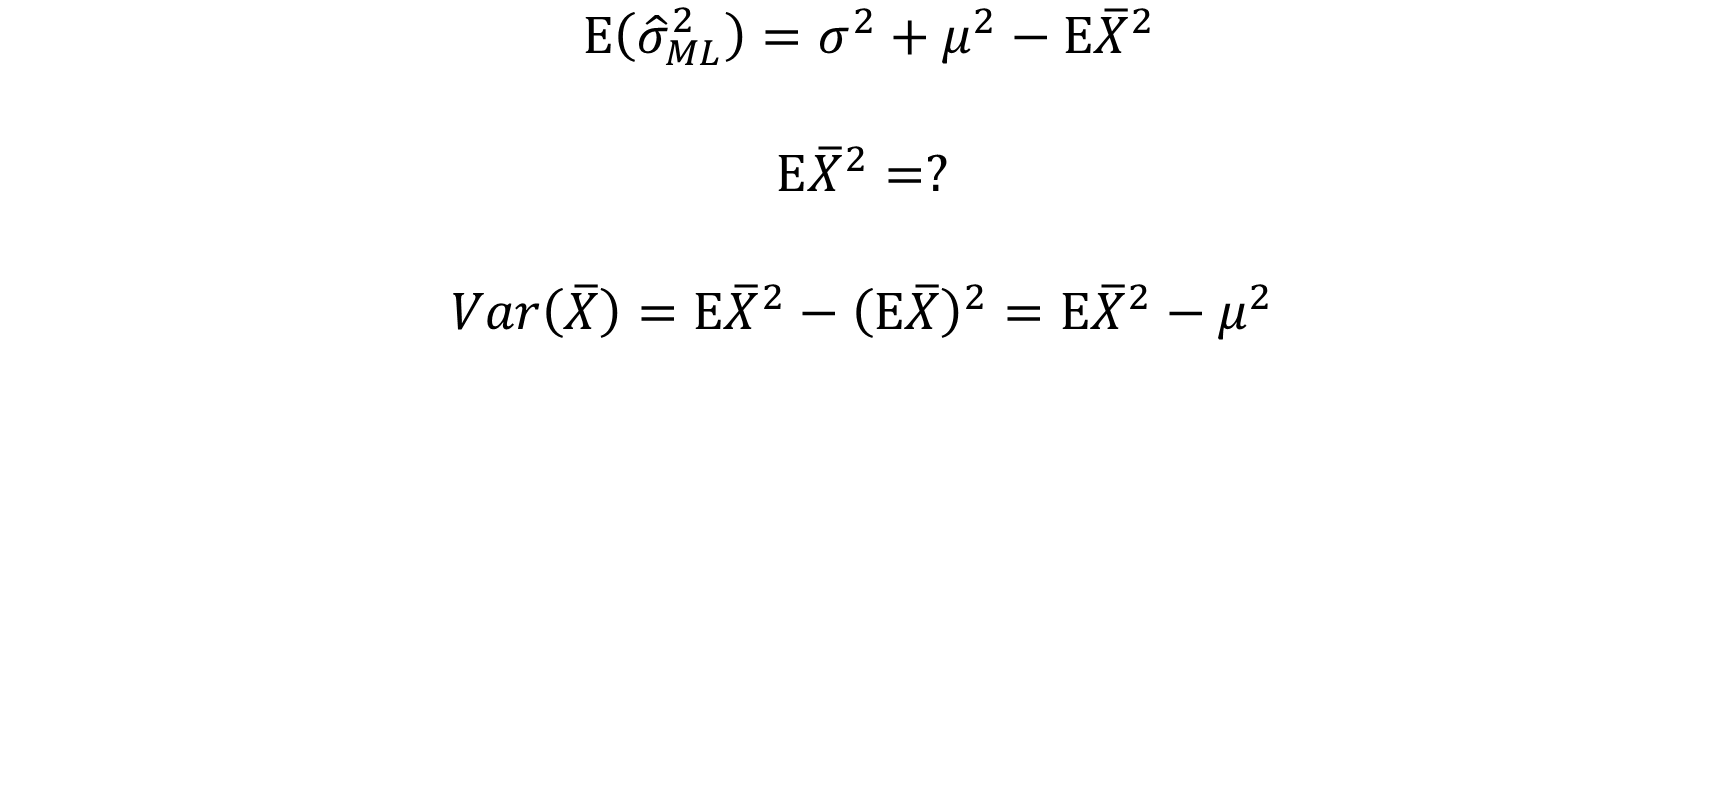 E(σ̂²_ML) = σ² + μ² − EX̄²
EX̄² =?
Var(X̄) = EX̄² − (EX̄)² = EX̄² − μ²